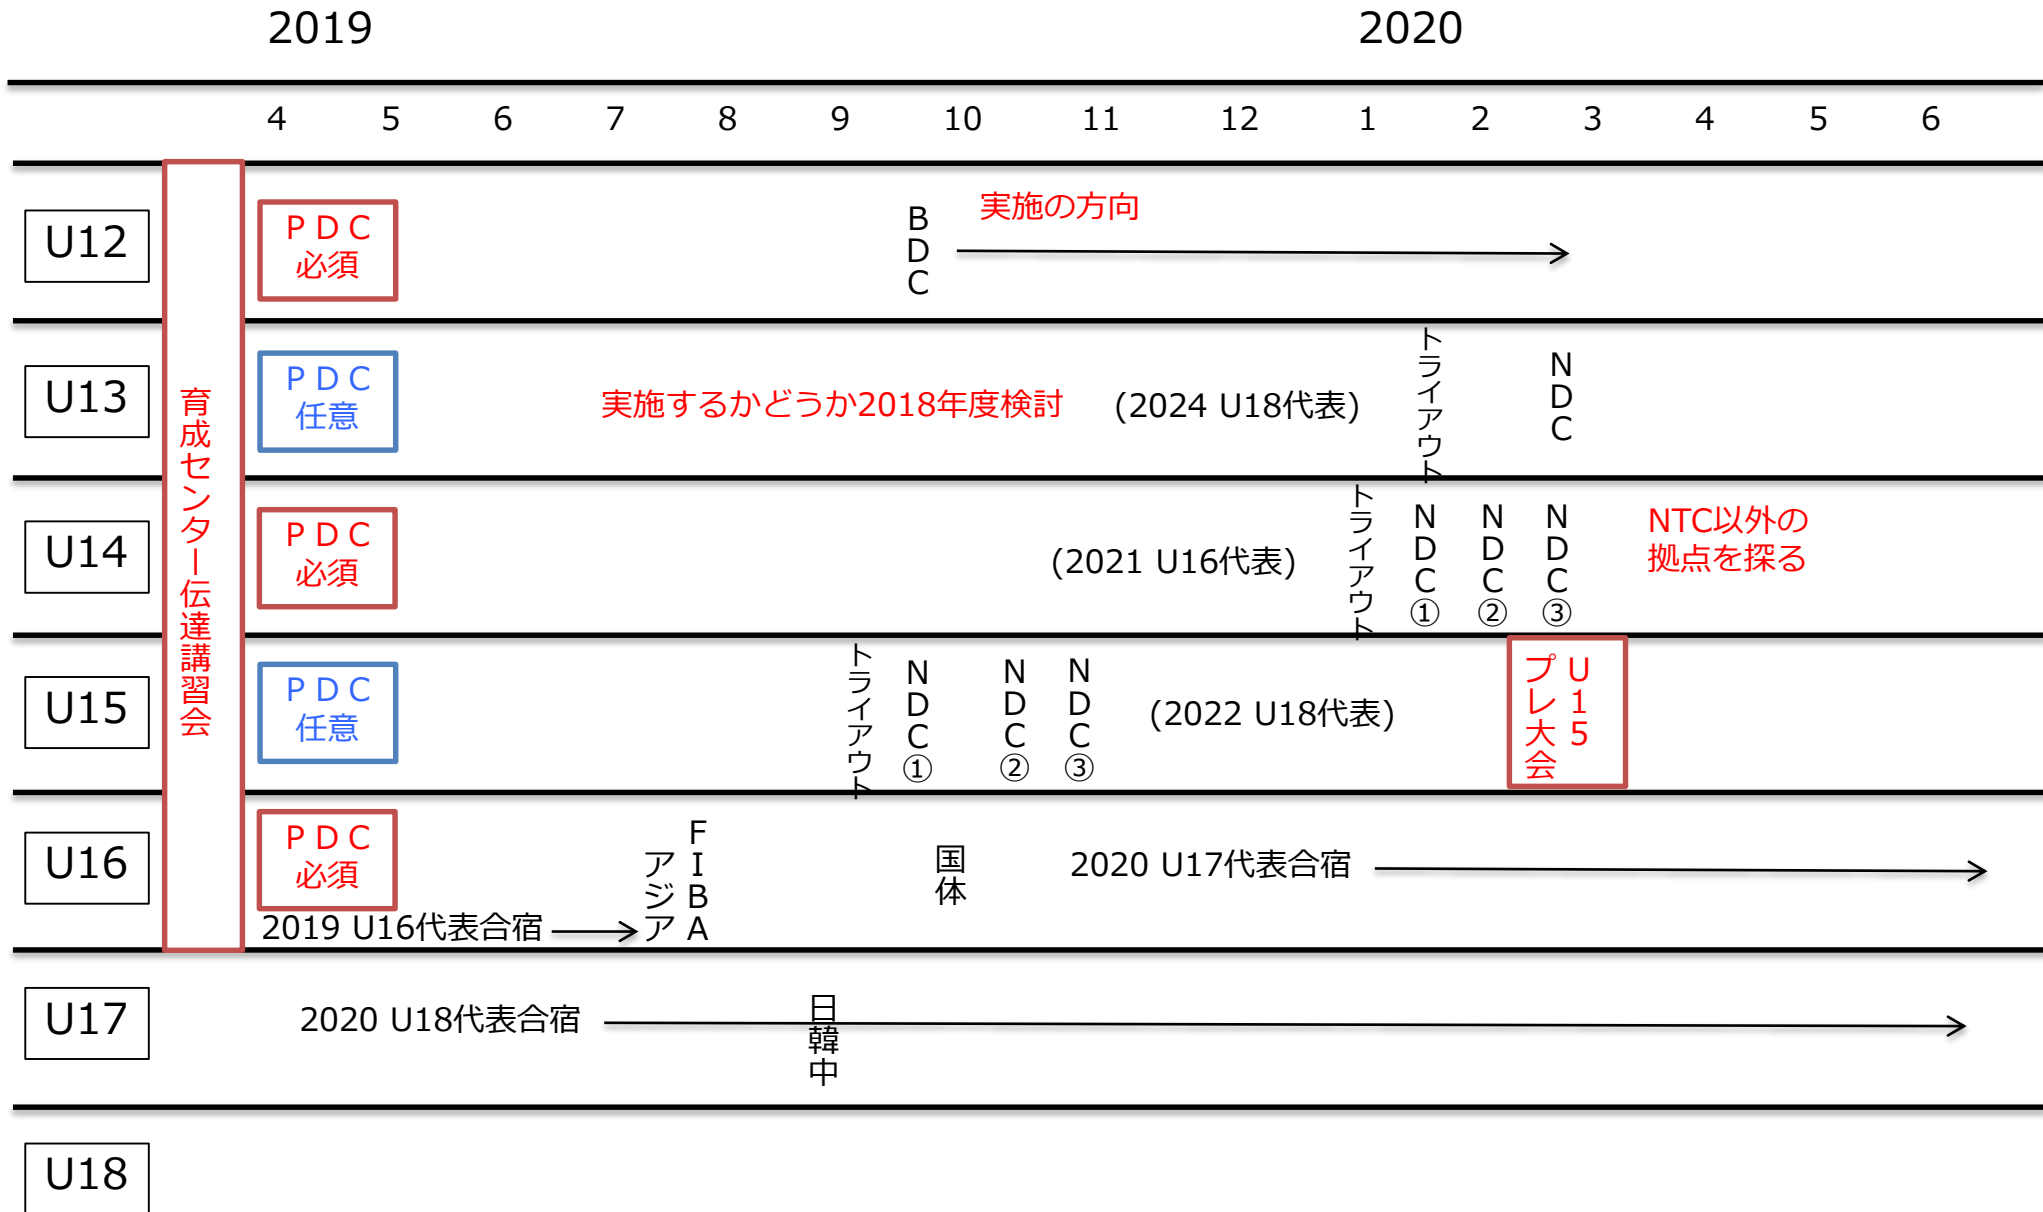 2019
2020
4 5 6 7 8 9 10 11 12 1 2 3 4 5 6
育成センター伝達講習会
U12
ＰＤＣ
必須
ＢＤＣ
実施の方向
U13
ＰＤＣ
任意
実施するかどうか2018年度検討
(2024 U18代表)
トライアウト
ＮＤＣ
U14
ＰＤＣ
必須
(2021 U16代表)
トライアウト
ＮＤＣ①
ＮＤＣ②
ＮＤＣ③
NTC以外の
拠点を探る
U15
ＰＤＣ
任意
トライアウト
ＮＤＣ①
ＮＤＣ②
ＮＤＣ③
(2022 U18代表)
Ｕ１５
プレ大会
U16
ＰＤＣ
必須
2019 U16代表合宿
ＦＩＢＡ
アジア
国体
2020 U17代表合宿
U17
2020 U18代表合宿
日韓中
U18